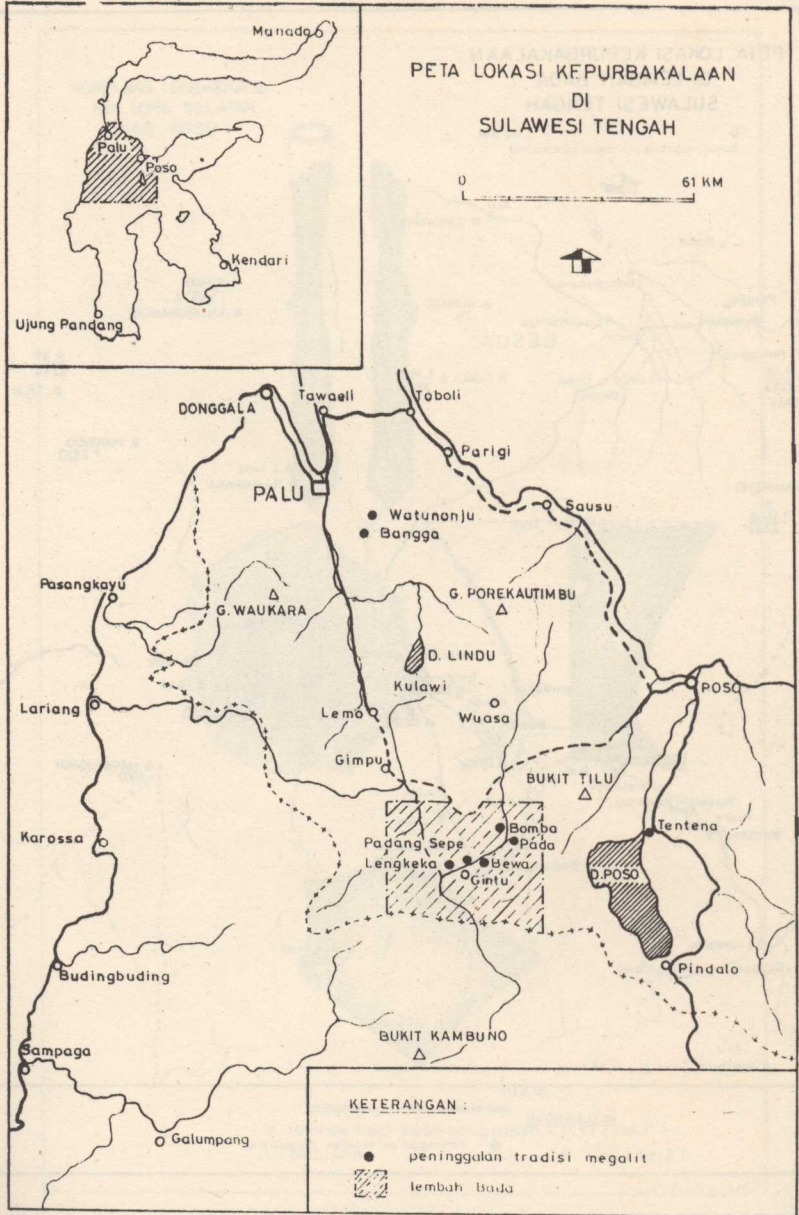 Manado
Palu
Poso
Kendari
Ujung Pandang
PETA LOKASI KEPURBAKALAAN
DI
SULAWESI TENGAH
0 61 KM
DONGGALA
Tawaeli
Toboli
Parigi
PALU
Watunonju
Bangga
Sausu
Pasangkayu
G. WAUKARA
G. POREKAUTIMBU
D. LINDU
Kulawi
Lariang
Lemo
Wuasa
POSO
Gimpu
BUKIT TILU
Karossa
Bomba
Pada
Padang Sepe
Lengkeka
Bewa
Gintu
Tentena
D.POSO
Budingbuding
Pindalo
BUKIT KAMBUNO
Sampaga
Galumpang
KETERANGAN :
peninggalan tradisi megalit
lembah Bada